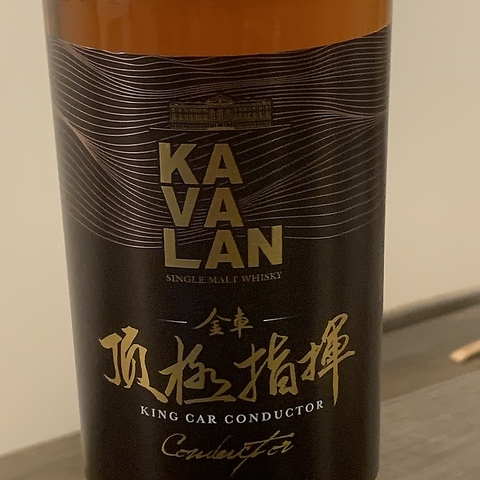 KA
VA
LAN
SINGLE MALT WHISKY
金車
頂極指揮
KING CAR CONDUCTOR
Conductor